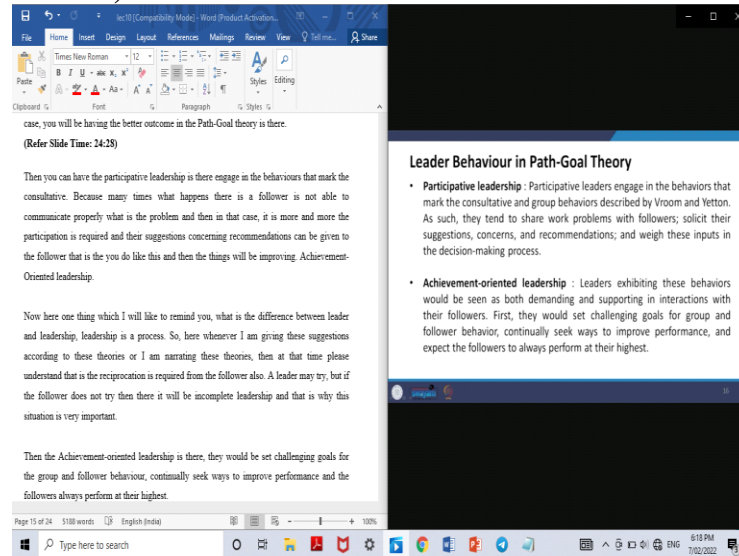 lec10 [Compatibility Mode] - Word (Product Activation...
File Home Insert Design Layout References Mailings Review View Tell me... Share
Times New Roman 12
Paste
B I U abc x, x²
Styles Editing
A Aa A A
Clipboard Font Paragraph Styles
case, you will be having the better outcome in the Path-Goal theory is there.
(Refer Slide Time: 24:28)
Then you can have the participative leadership is there engage in the behaviours that mark the
consultative. Because many times what happens there is a follower is not able to
communicate properly what is the problem and then in that case, it is more and more the
participation is required and their suggestions concerning recommendations can be given to
the follower that is the you do like this and then the things will be improving. Achievement-
Oriented leadership.
Now here one thing which I will like to remind you, what is the difference between leader
and leadership, leadership is a process. So, here whenever I am giving these suggestions
according to these theories or I am narrating these theories, then at that time please
understand that is the reciprocation is required from the follower also. A leader may try, but if
the follower does not try then there it will be incomplete leadership and that is why this
situation is very important.
Then the Achievement-oriented leadership is there, they would be set challenging goals for
the group and follower behaviour, continually seek ways to improve performance and the
followers always perform at their highest.
Page 15 of 24 5188 words English (India) 100%
Leader Behaviour in Path-Goal Theory
• Participative leadership : Participative leaders engage in the behaviors that
mark the consultative and group behaviors described by Vroom and Yetton.
As such, they tend to share work problems with followers; solicit their
suggestions, concerns, and recommendations; and weigh these inputs in
the decision-making process.
• Achievement-oriented leadership : Leaders exhibiting these behaviors
would be seen as both demanding and supporting in interactions with
their followers. First, they would set challenging goals for group and
follower behavior, continually seek ways to improve performance, and
expect the followers to always perform at their highest.
16
Type here to search
ENG
6:18 PM
7/02/2022